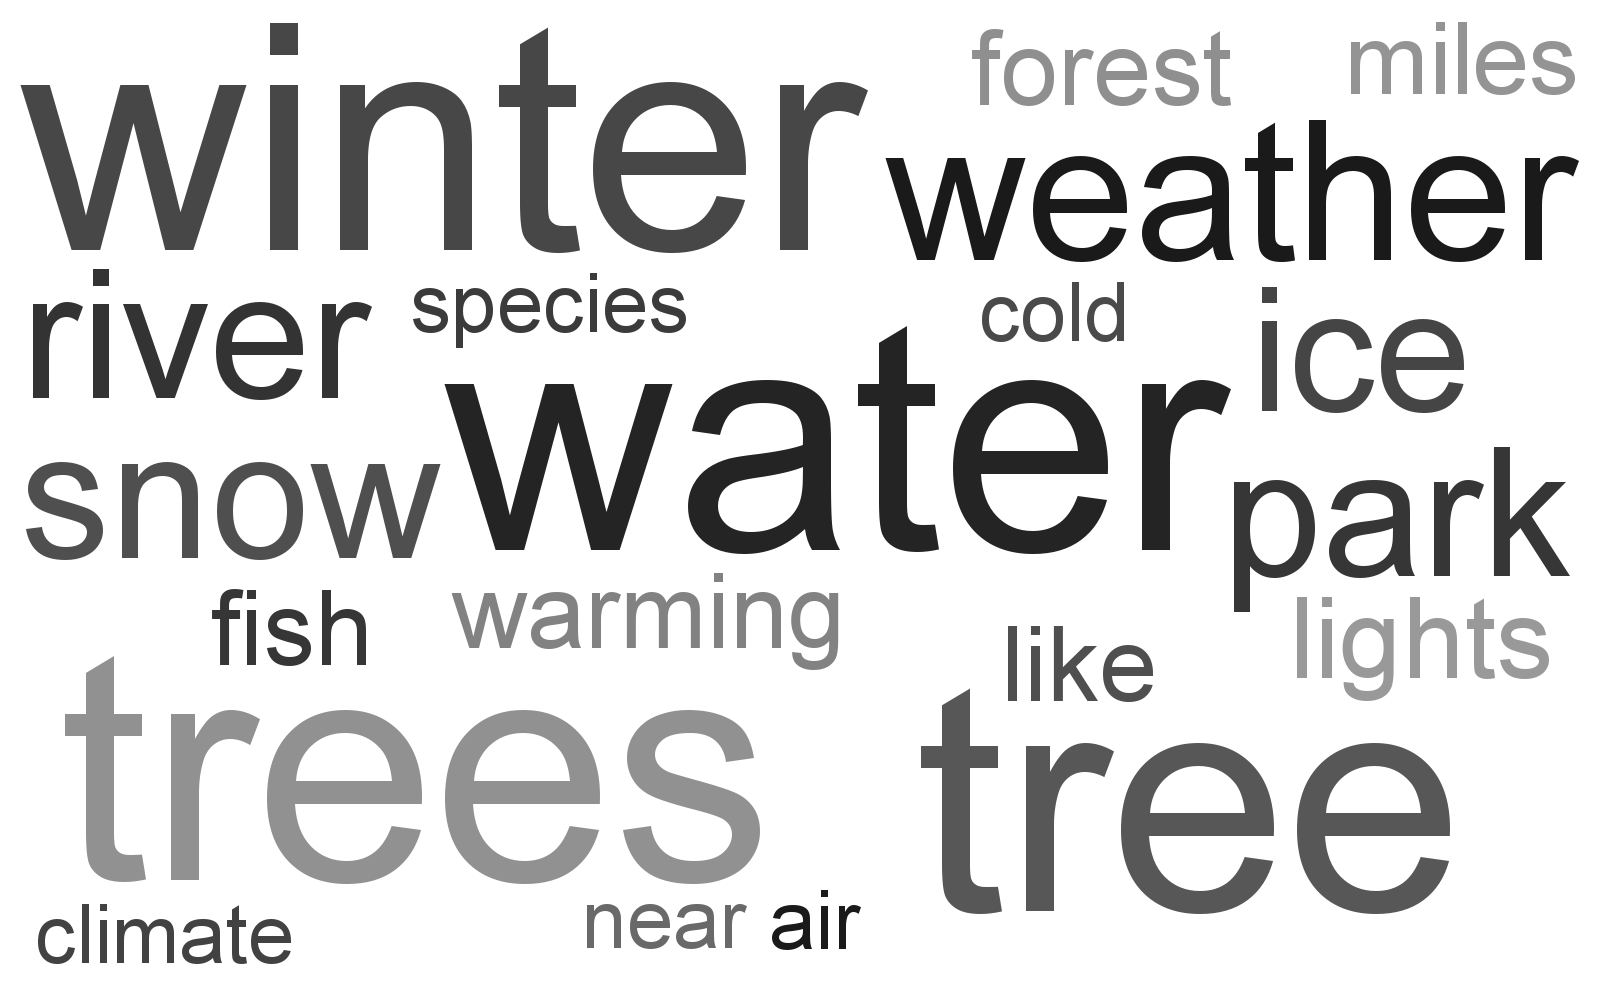 winter
forest
miles
weather
river
species
cold
ice
water
snow
park
fish
warming
like
lights
trees
tree
climate
near
air